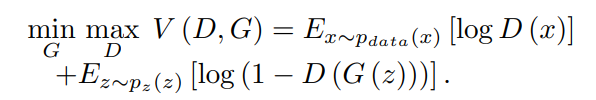 min max V (D, G) = E_{x∼p_{data}(x)} [log D (x)]
G D
+E_{z∼p_z(z)} [log (1 − D (G (z)))] .